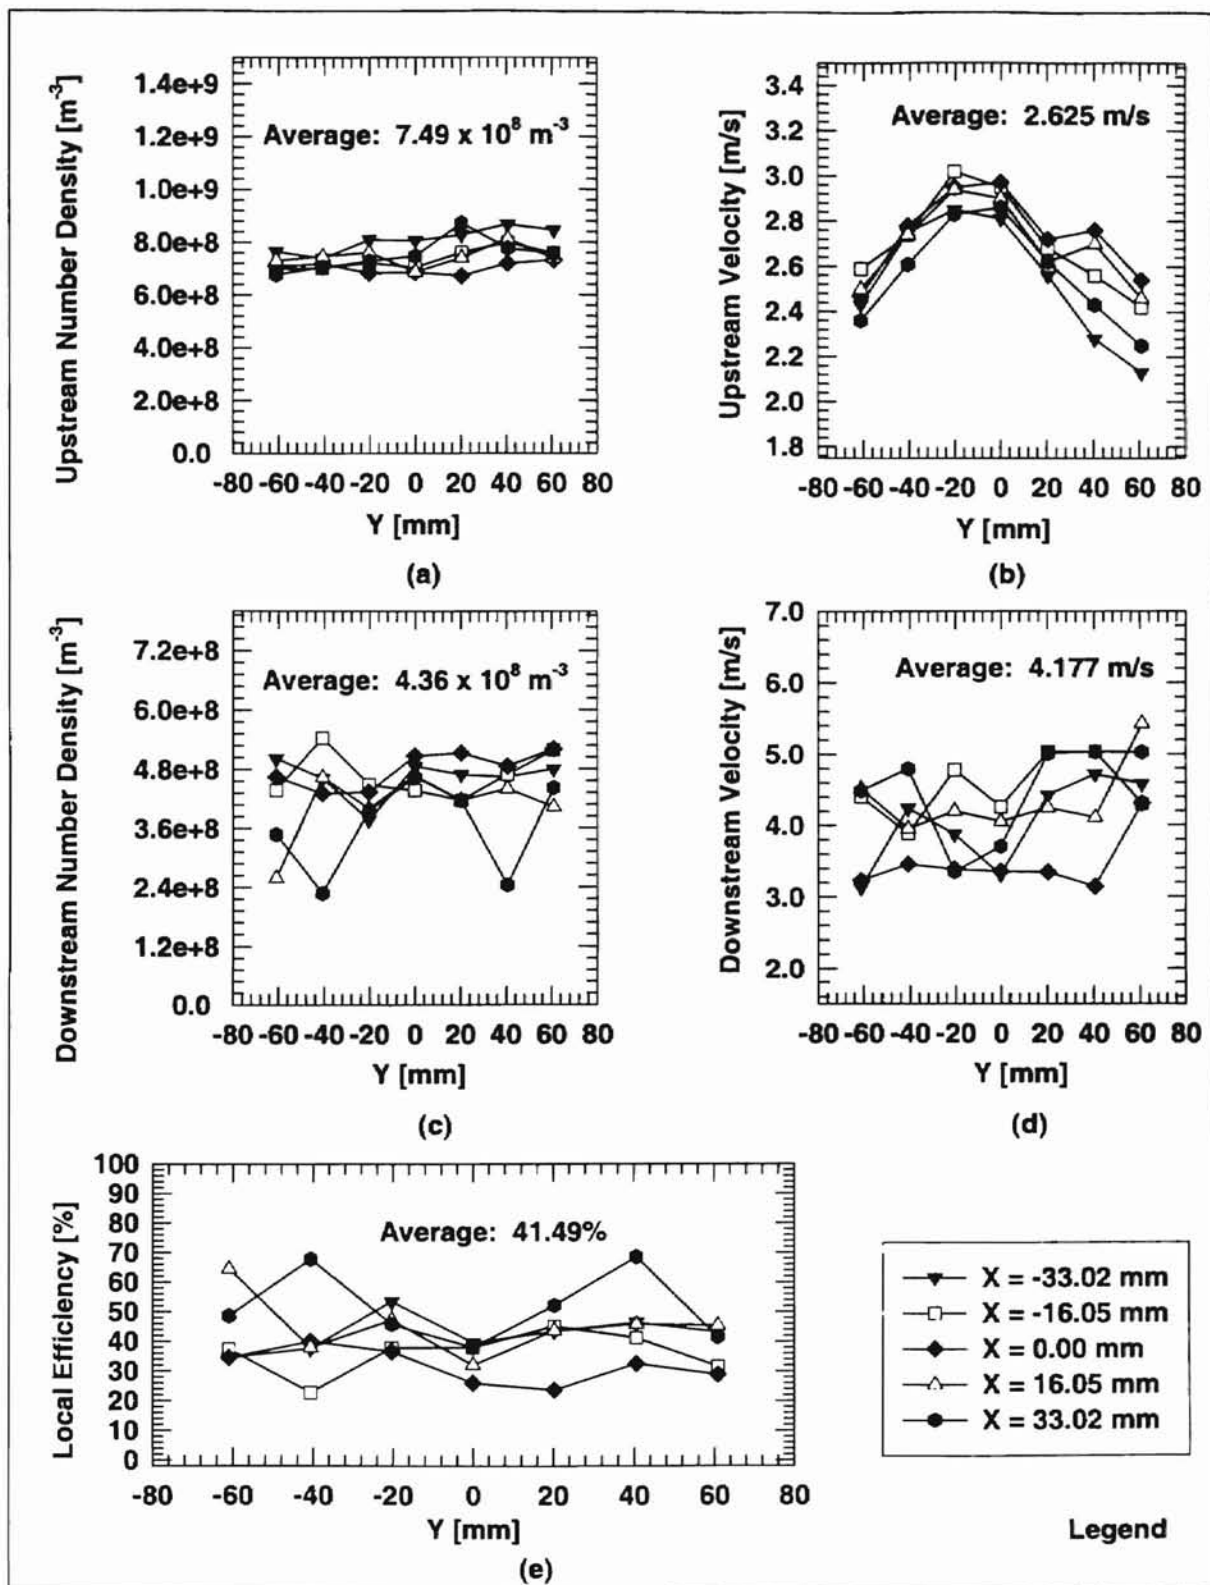 Upstream Number Density [m⁻³]
1.4e+9
1.2e+9
1.0e+9
8.0e+8
6.0e+8
4.0e+8
2.0e+8
0.0
Average: 7.49 x 10⁸ m⁻³
-80 -60 -40 -20 0 20 40 60 80
Y [mm]
(a)
Upstream Velocity [m/s]
3.4
3.2
3.0
2.8
2.6
2.4
2.2
2.0
1.8
Average: 2.625 m/s
-80 -60 -40 -20 0 20 40 60 80
Y [mm]
(b)
Downstream Number Density [m⁻³]
7.2e+8
6.0e+8
4.8e+8
3.6e+8
2.4e+8
1.2e+8
0.0
Average: 4.36 x 10⁸ m⁻³
-80 -60 -40 -20 0 20 40 60 80
Y [mm]
(c)
Downstream Velocity [m/s]
7.0
6.0
5.0
4.0
3.0
2.0
Average: 4.177 m/s
-80 -60 -40 -20 0 20 40 60 80
Y [mm]
(d)
Local Efficiency [%]
100
90
80
70
60
50
40
30
20
10
0
Average: 41.49%
-80 -60 -40 -20 0 20 40 60 80
Y [mm]
(e)
X = -33.02 mm
X = -16.05 mm
X = 0.00 mm
X = 16.05 mm
X = 33.02 mm
Legend